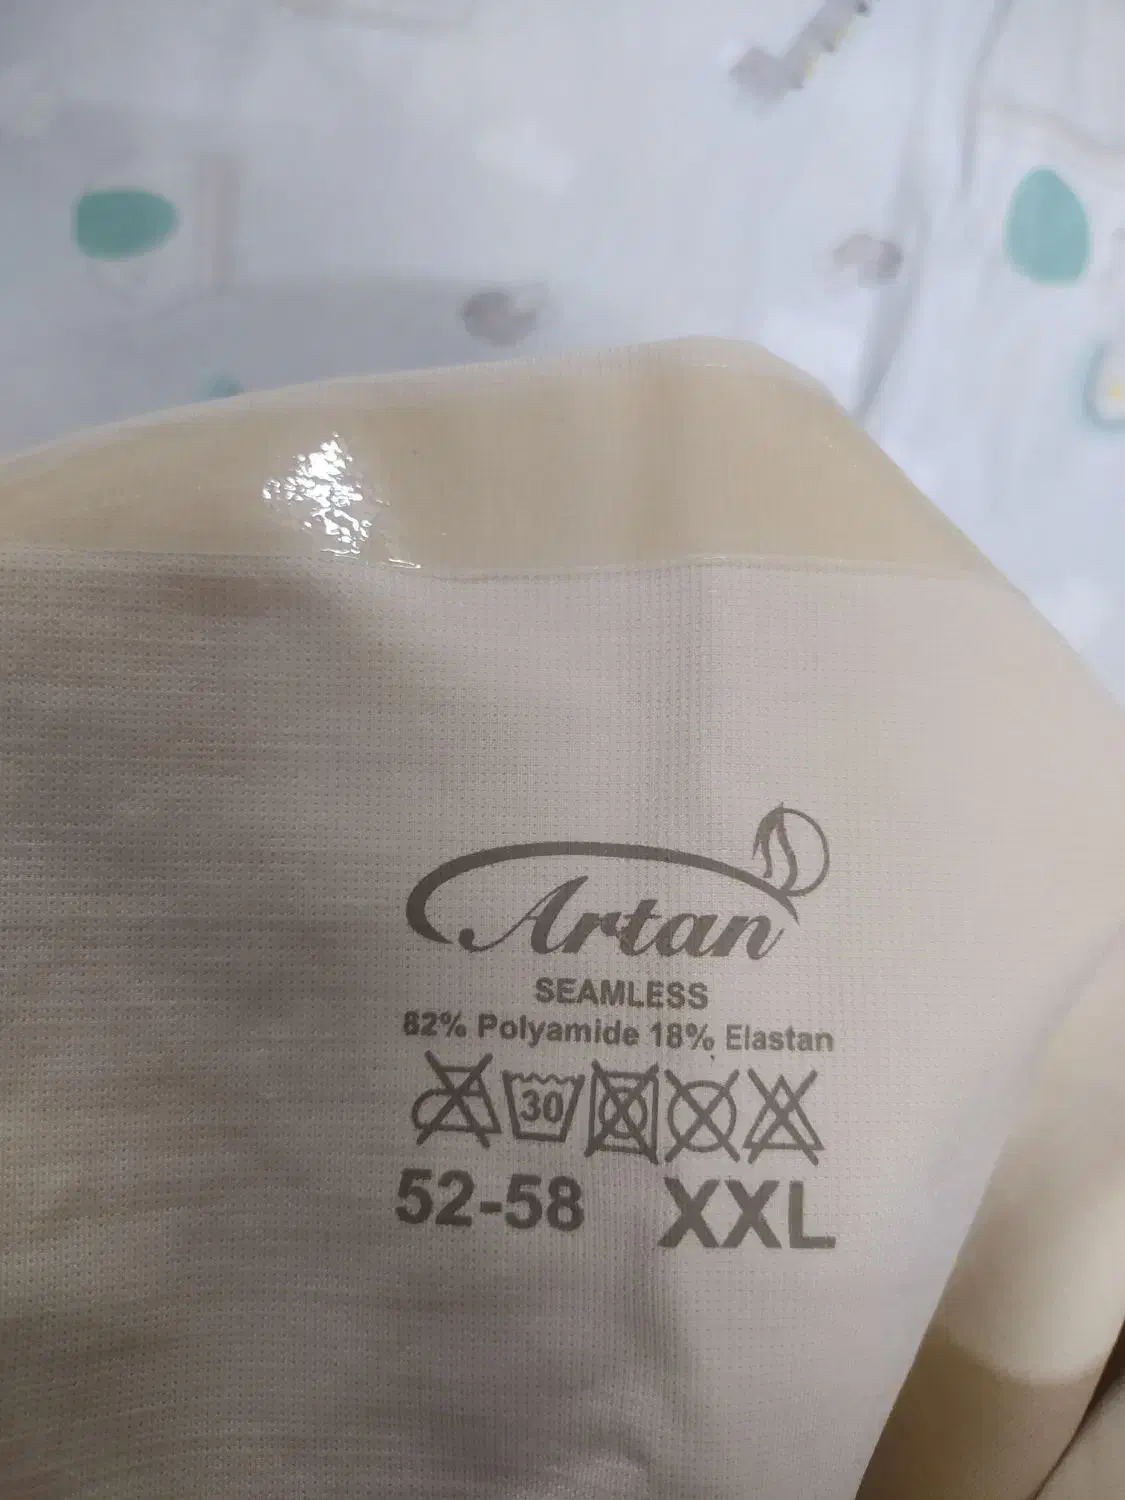 Artan
SEAMLESS
82% Polyamide 18% Elastan
30
52-58 XXL